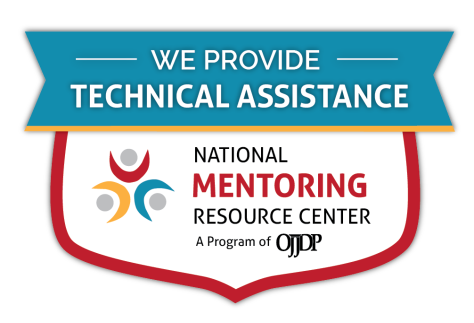 WE PROVIDE
TECHNICAL ASSISTANCE
NATIONAL
MENTORING
RESOURCE CENTER
A Program of OJJDP